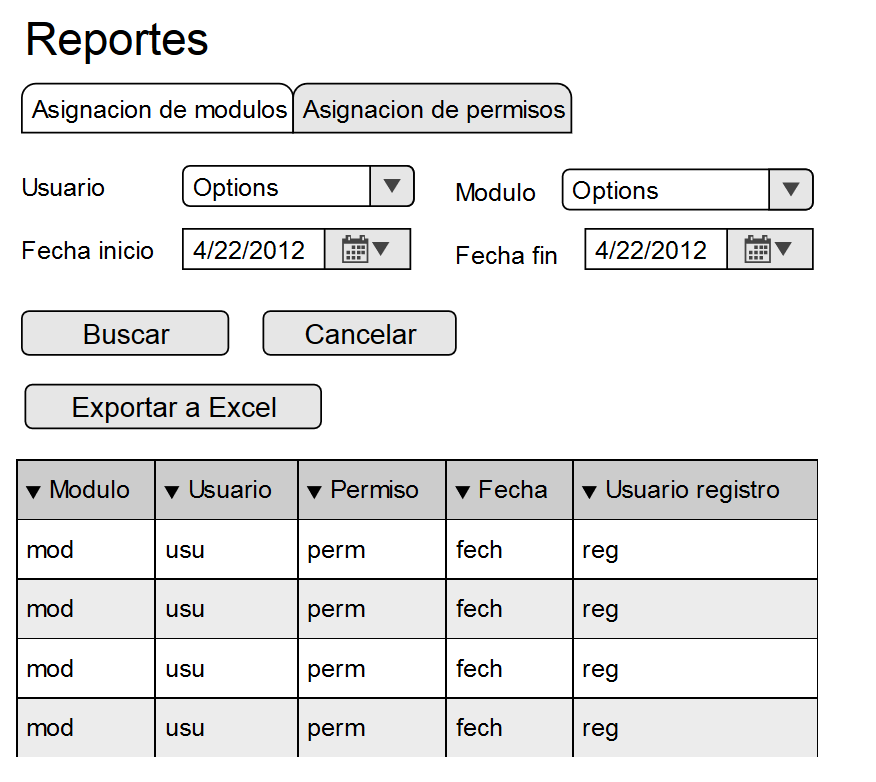 Reportes
Asignacion de modulos Asignacion de permisos
Usuario Options Modulo Options
Fecha inicio 4/22/2012 Fecha fin 4/22/2012
Buscar Cancelar
Exportar a Excel
Modulo Usuario Permiso Fecha Usuario registro
mod usu perm fech reg
mod usu perm fech reg
mod usu perm fech reg
mod usu perm fech reg